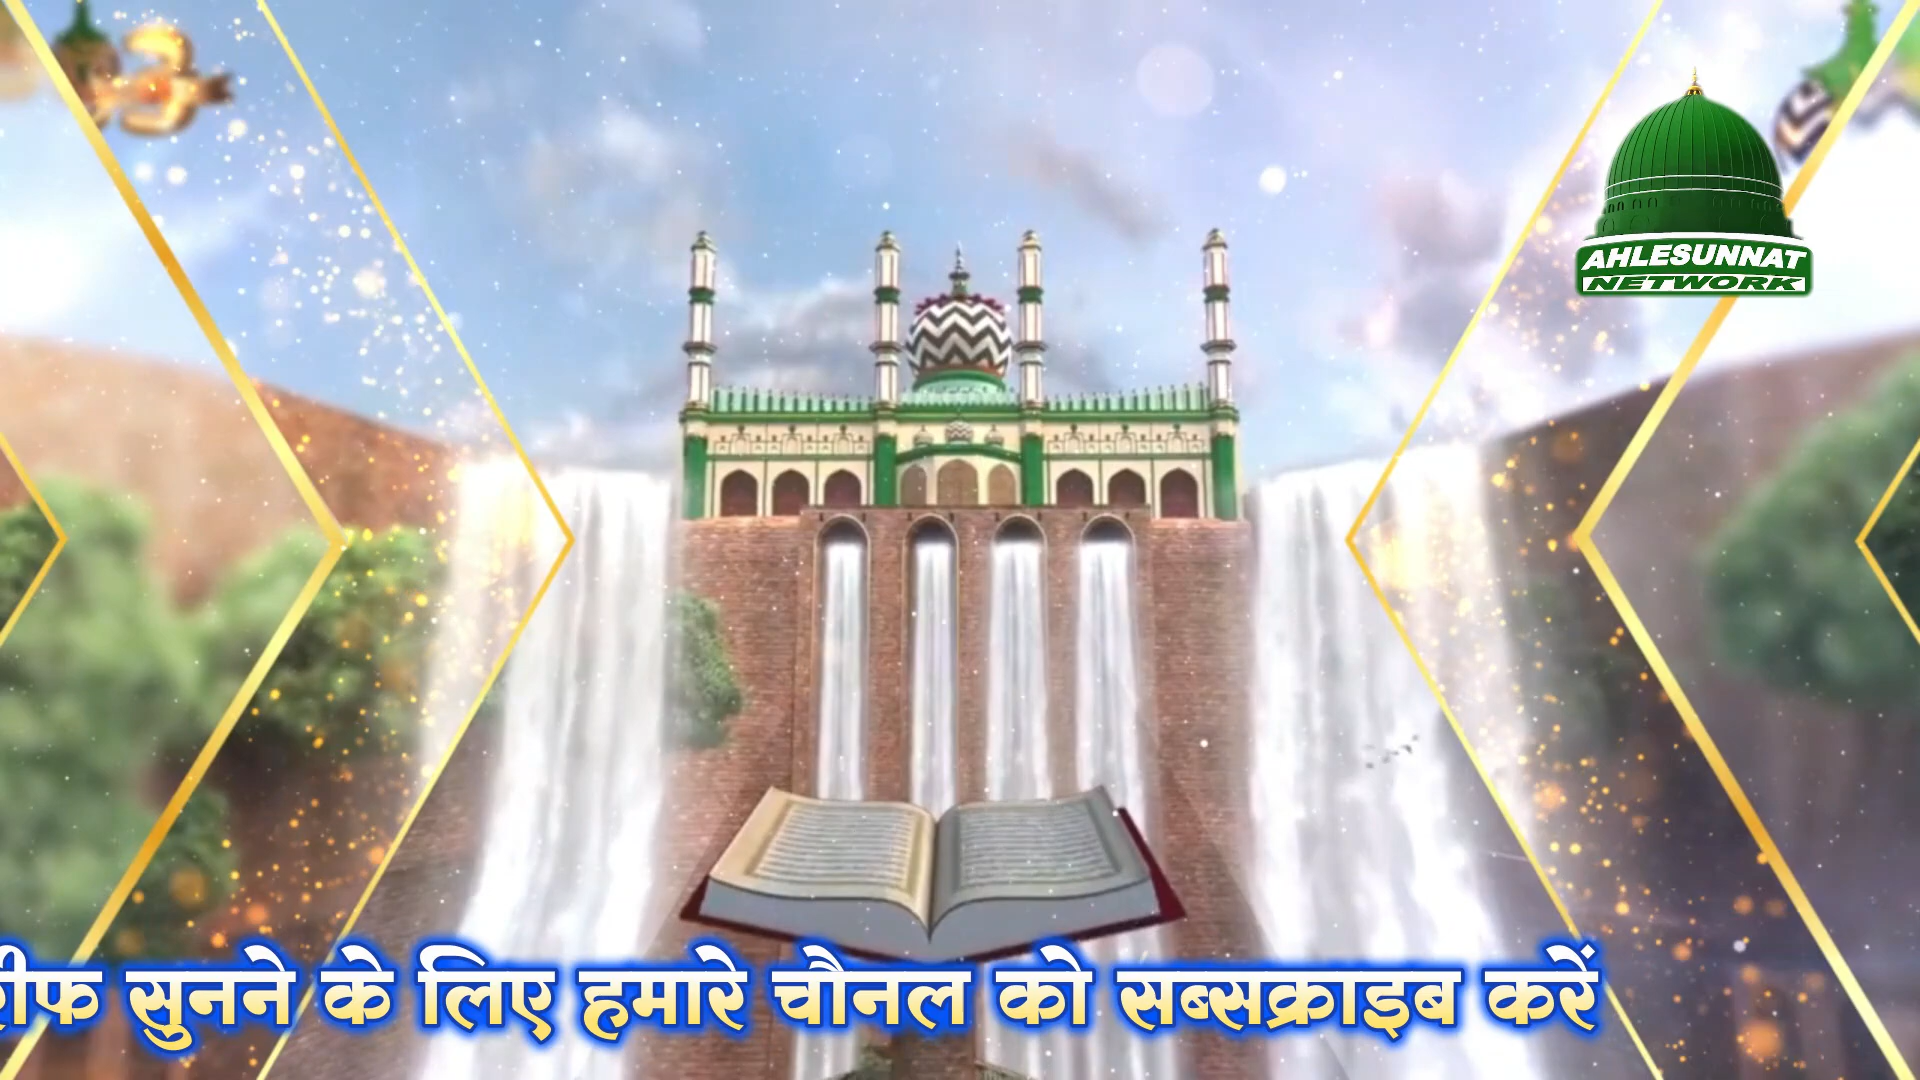 AHLESUNNAT
NETWORK
सुनने के लिए हमारे चौनल को सब्सक्राइब करें